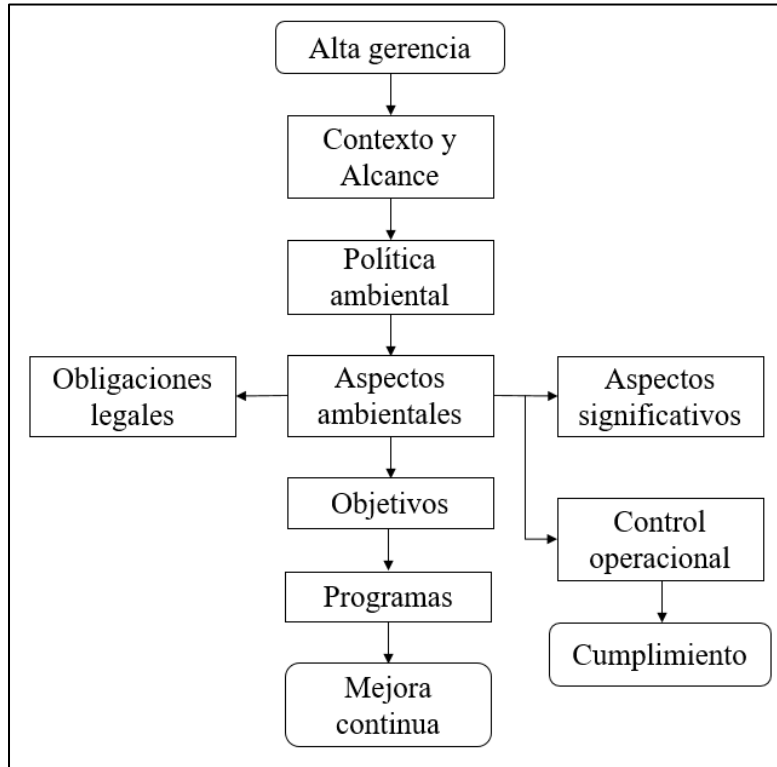 Alta gerencia
Contexto y
Alcance
Política
ambiental
Obligaciones
legales
Aspectos
ambientales
Aspectos
significativos
Objetivos
Control
operacional
Programas
Cumplimiento
Mejora
continua